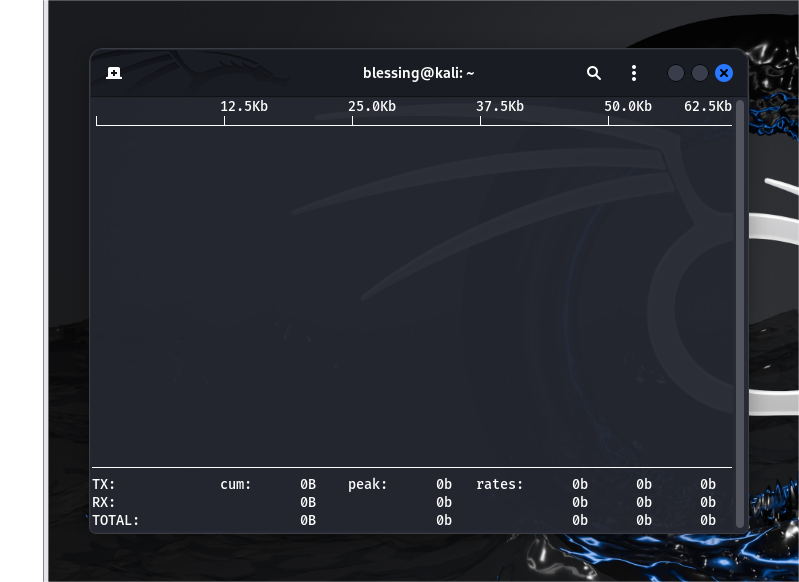 blessing@kali: ~
12.5Kb 25.0Kb 37.5Kb 50.0Kb 62.5Kb
TX: cum: 0B peak: 0b rates: 0b 0b 0b
RX: 0B 0b 0b 0b 0b
TOTAL: 0B 0b 0b 0b 0b